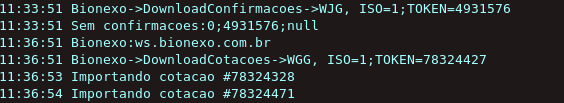 11:33:51 Bionexo->DownloadConfirmacoes->WJG, ISO=1;TOKEN=4931576
11:33:51 Sem confirmacoes:0;4931576;null
11:36:51 Bionexo:ws.bionexo.com.br
11:36:51 Bionexo->DownloadCotacoes->WGG, ISO=1;TOKEN=78324427
11:36:53 Importando cotacao #78324328
11:36:54 Importando cotacao #78324471